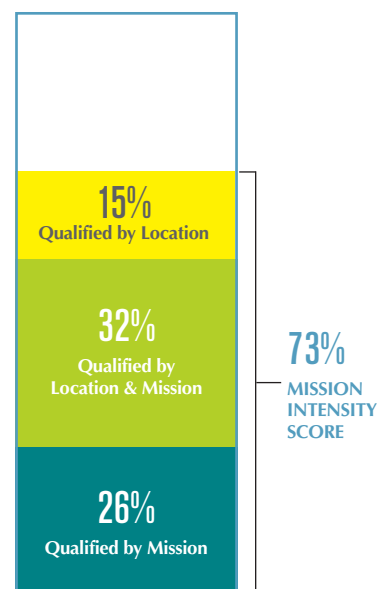 15%
Qualified by Location
32%
Qualified by
Location & Mission
73%
MISSION
INTENSITY
SCORE
26%
Qualified by Mission